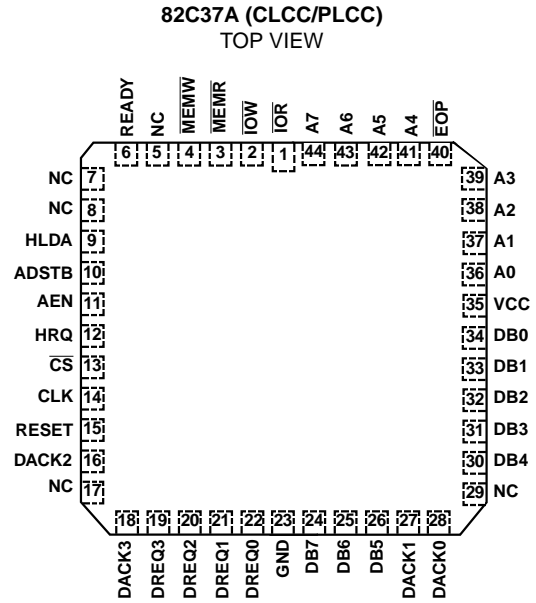 82C37A (CLCC/PLCC)
TOP VIEW
READY
NC
MEMW
MEMR
IOW
IOR
A7
A6
A5
A4
EOP
6
5
4
3
2
1
44
43
42
41
40
NC 7
NC 8
HLDA 9
ADSTB 10
AEN 11
HRQ 12
CS 13
CLK 14
RESET 15
DACK2 16
NC 17
39 A3
38 A2
37 A1
36 A0
35 VCC
34 DB0
33 DB1
32 DB2
31 DB3
30 DB4
29 NC
18
19
20
21
22
23
24
25
26
27
28
DACK3
DREQ3
DREQ2
DREQ1
DREQ0
GND
DB7
DB6
DB5
DACK1
DACK0